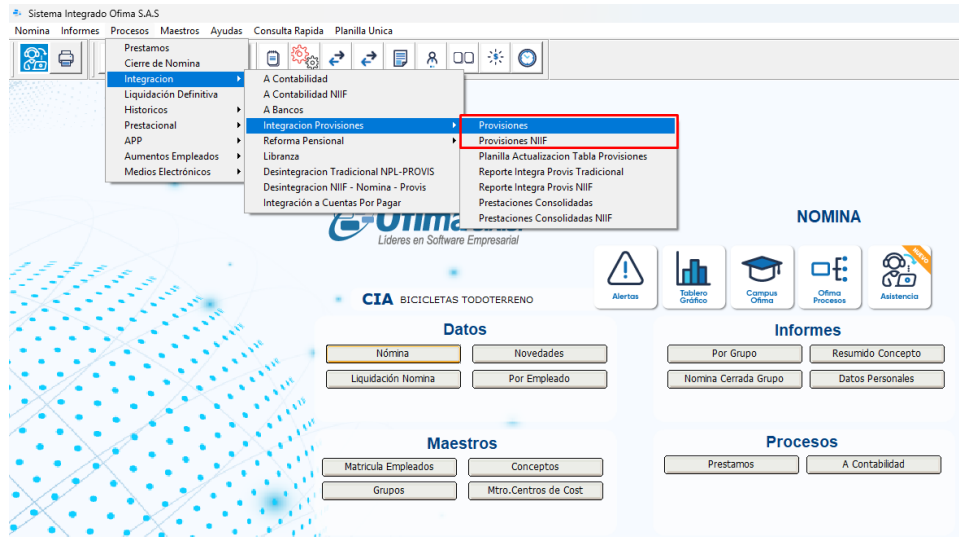 Sistema Integrado Ofima S.A.S
Nomina Informes Procesos Maestros Ayudas Consulta Rapida Planilla Unica
Prestamos
Cierre de Nomina
Integracion
Liquidación Definitiva
Historicos
Prestacional
APP
Aumentos Empleados
Medios Electrónicos
A Contabilidad
A Contabilidad NIIF
A Bancos
Integracion Provisiones
Reforma Pensional
Libranza
Desintegracion Tradicional NPL-PROVIS
Desintegracion NIIF - Nomina - Provis
Integración a Cuentas Por Pagar
Provisiones
Provisiones NIIF
Planilla Actualizacion Tabla Provisiones
Reporte Integra Provis Tradicional
Reporte Integra Provis NIIF
Prestaciones Consolidadas
Prestaciones Consolidadas NIIF
Ofima
Líderes en Software Empresarial
NOMINA
Alertas
Tablero Gráfico
Campus Ofima
Ofima Procesos
NUEVO
Asistencia
CIA BICICLETAS TODOTERRENO
Datos
Nómina Novedades
Liquidación Nomina Por Empleado
Informes
Por Grupo Resumido Concepto
Nomina Cerrada Grupo Datos Personales
Maestros
Matricula Empleados Conceptos
Grupos Mtro.Centros de Cost
Procesos
Prestamos A Contabilidad